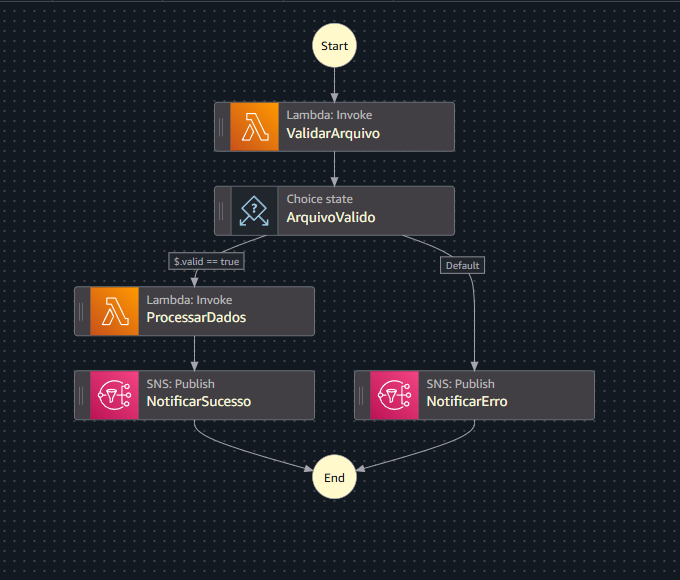 Start
Lambda: Invoke
ValidarArquivo
Choice state
ArquivoValido
$.valid == true
Default
Lambda: Invoke
ProcessarDados
SNS: Publish
NotificarSucesso
SNS: Publish
NotificarErro
End